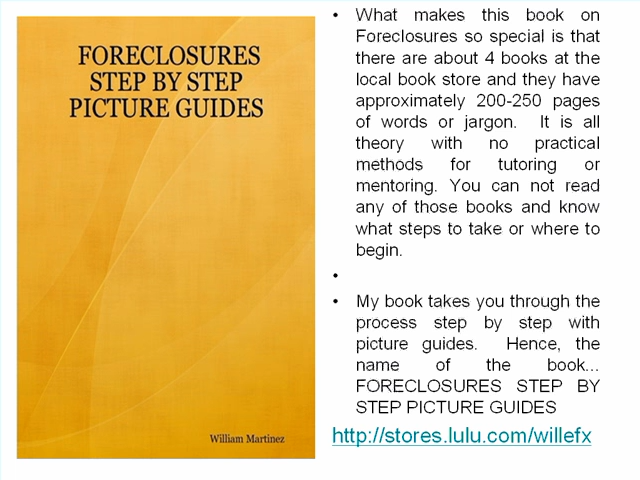 FORECLOSURES
STEP BY STEP
PICTURE GUIDES
William Martinez
• What makes this book on
Foreclosures so special is that
there are about 4 books at the
local book store and they have
approximately 200-250 pages
of words or jargon. It is all
theory with no practical
methods for tutoring or
mentoring. You can not read
any of those books and know
what steps to take or where to
begin.
•
• My book takes you through the
process step by step with
picture guides. Hence, the
name of the book...
FORECLOSURES STEP BY
STEP PICTURE GUIDES
http://stores.lulu.com/willefx